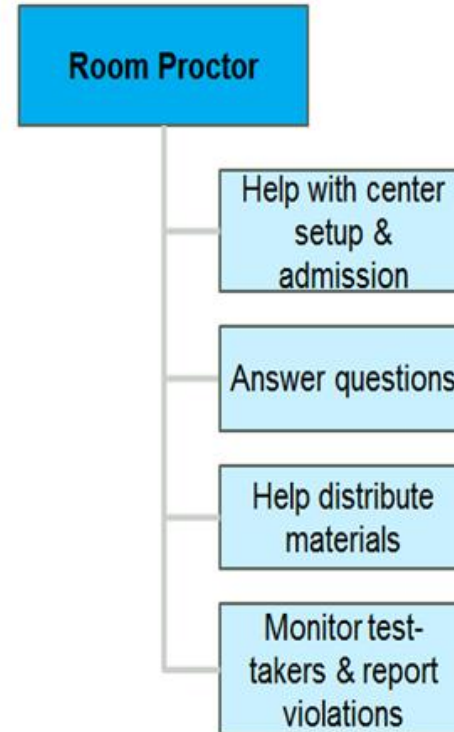 Room Proctor
Help with center
setup &
admission
Answer questions
Help distribute
materials
Monitor test-
takers & report
violations